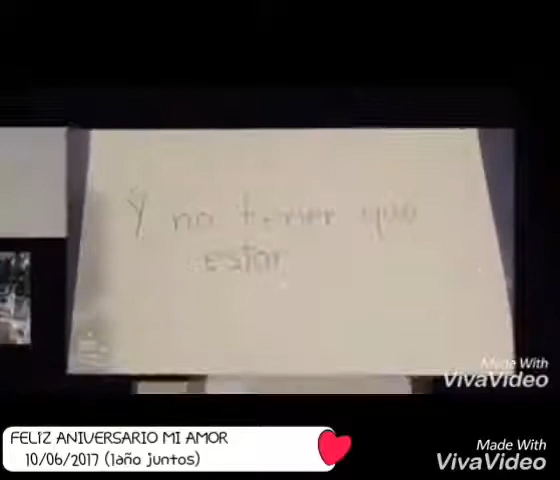 Y no tener que
estar
Made With
VivaVideo
FELIZ ANIVERSARIO MI AMOR
10/06/2017 (1año juntos)
Made With
VivaVideo